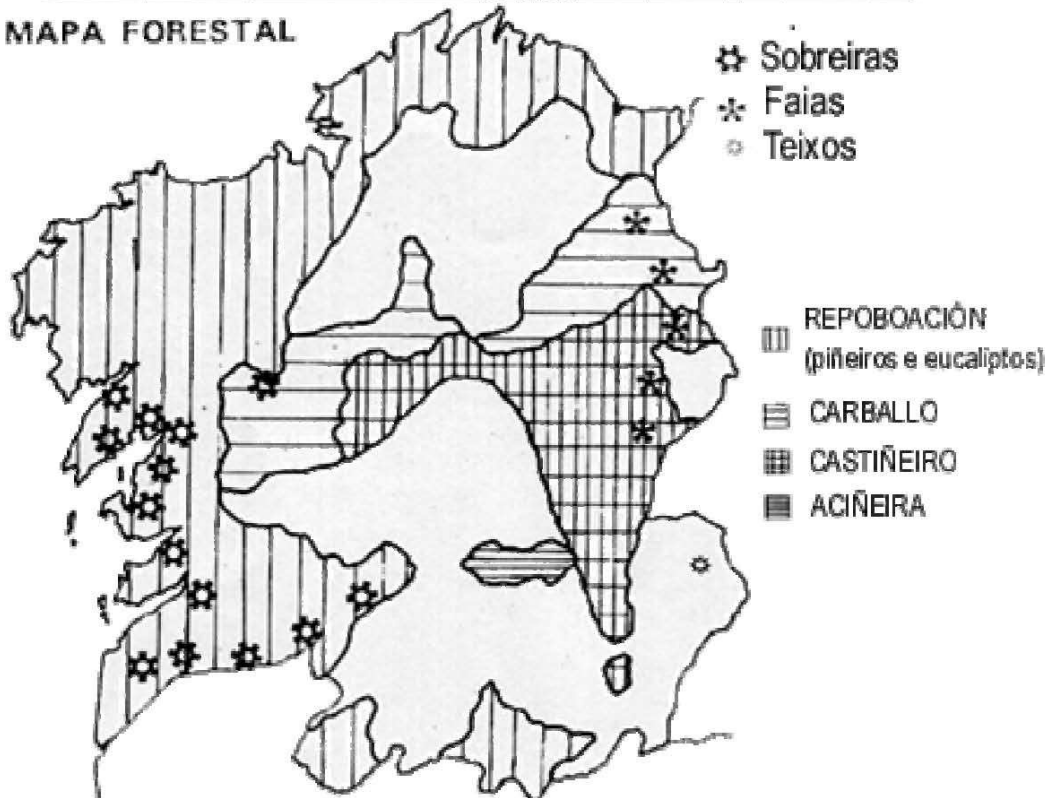 MAPA FORESTAL
Sobreiras
Faias
Teixos
REPOBOACIÓN
(piñeiros e eucaliptos)
CARBALLO
CASTIÑEIRO
ACIÑEIRA